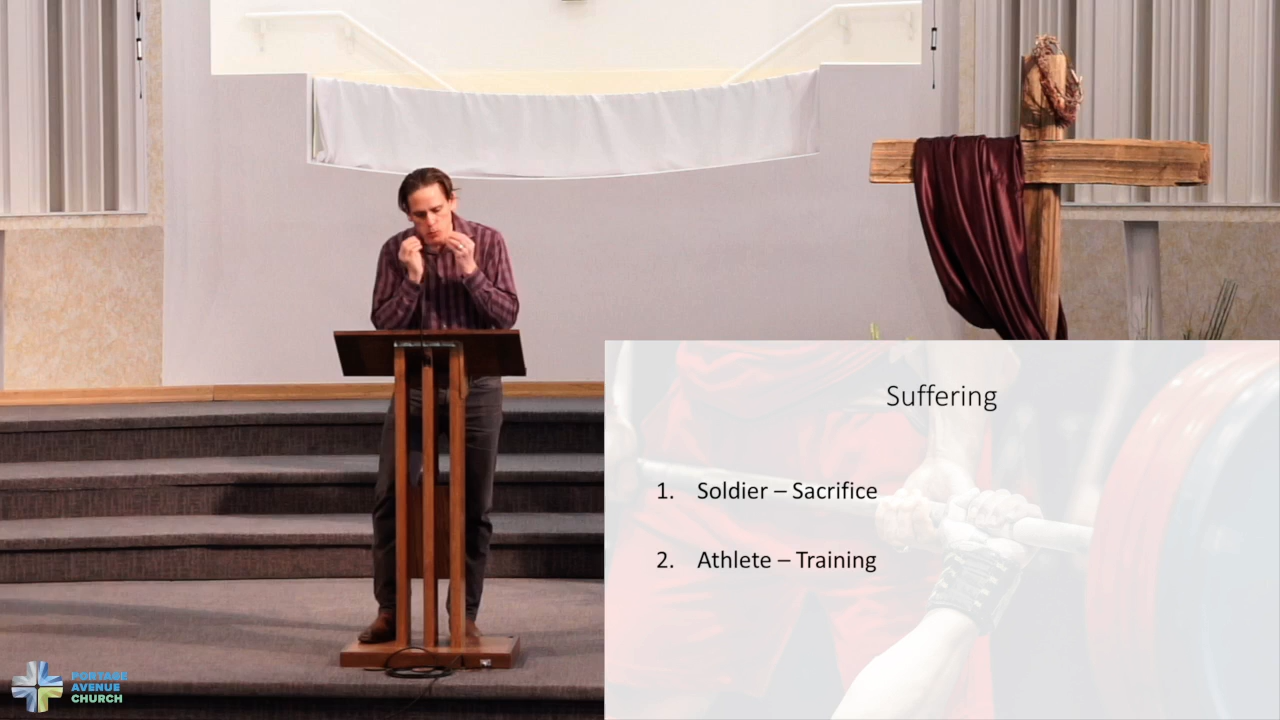 Suffering
1. Soldier – Sacrifice
2. Athlete – Training
PORTAGE
AVENUE
CHURCH